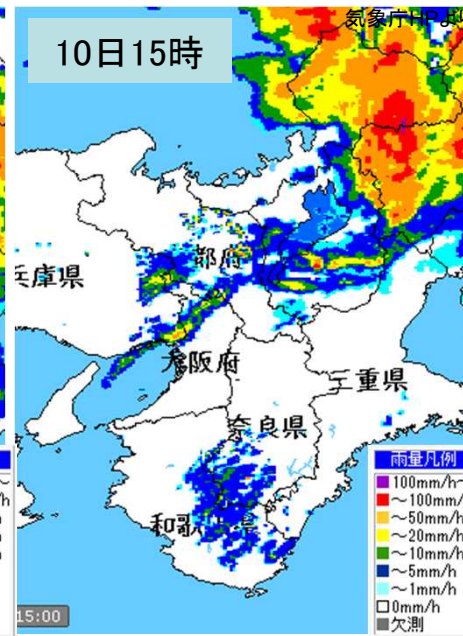 気象庁HPより
10日15時
都府
兵庫県
大阪府
三重県
奈良県
和歌山県
雨量凡例
100mm/h~
~100mm/
~50mm/h
~20mm/h
~10mm/h
~5mm/h
~1mm/h
0mm/h
欠測
15:00